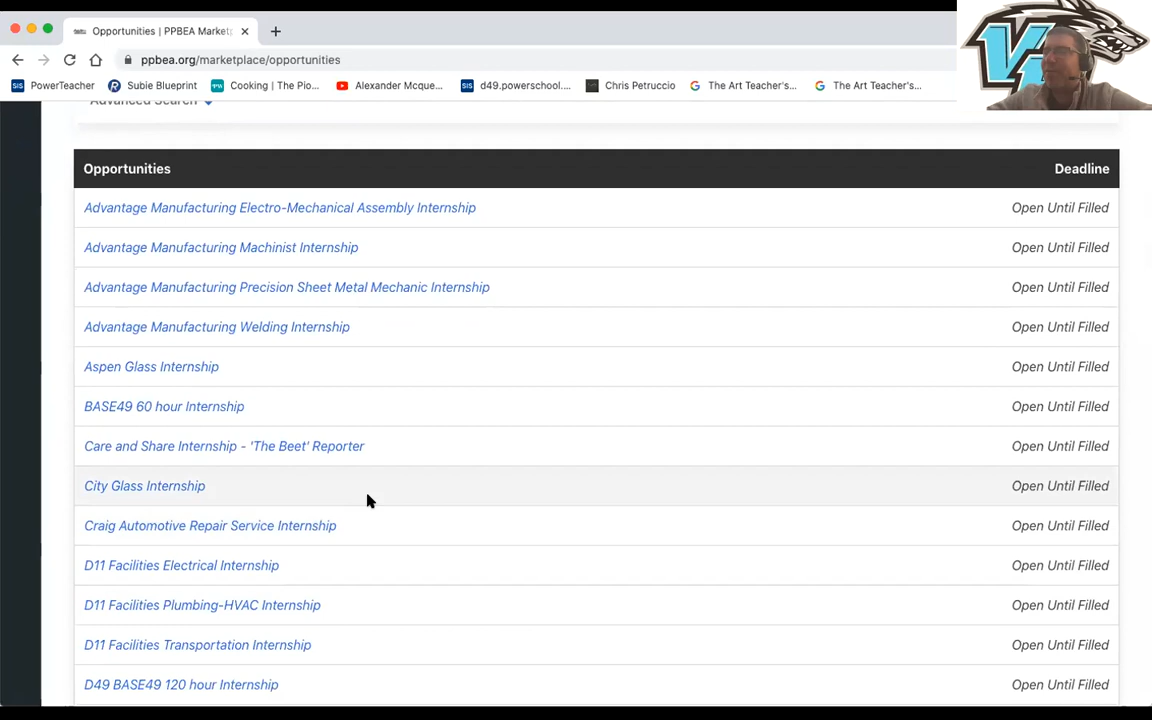 Opportunities | PPBEA Market
ppbea.org/marketplace/opportunities
SIS PowerTeacher
R Subie Blueprint
Cooking | The Pio...
Alexander Mcque...
SIS d49.powerschool....
Chris Petruccio
The Art Teacher's...
The Art Teacher's...
Advanced Search
Opportunities Deadline
Advantage Manufacturing Electro-Mechanical Assembly Internship Open Until Filled
Advantage Manufacturing Machinist Internship Open Until Filled
Advantage Manufacturing Precision Sheet Metal Mechanic Internship Open Until Filled
Advantage Manufacturing Welding Internship Open Until Filled
Aspen Glass Internship Open Until Filled
BASE49 60 hour Internship Open Until Filled
Care and Share Internship - 'The Beet' Reporter Open Until Filled
City Glass Internship Open Until Filled
Craig Automotive Repair Service Internship Open Until Filled
D11 Facilities Electrical Internship Open Until Filled
D11 Facilities Plumbing-HVAC Internship Open Until Filled
D11 Facilities Transportation Internship Open Until Filled
D49 BASE49 120 hour Internship Open Until Filled